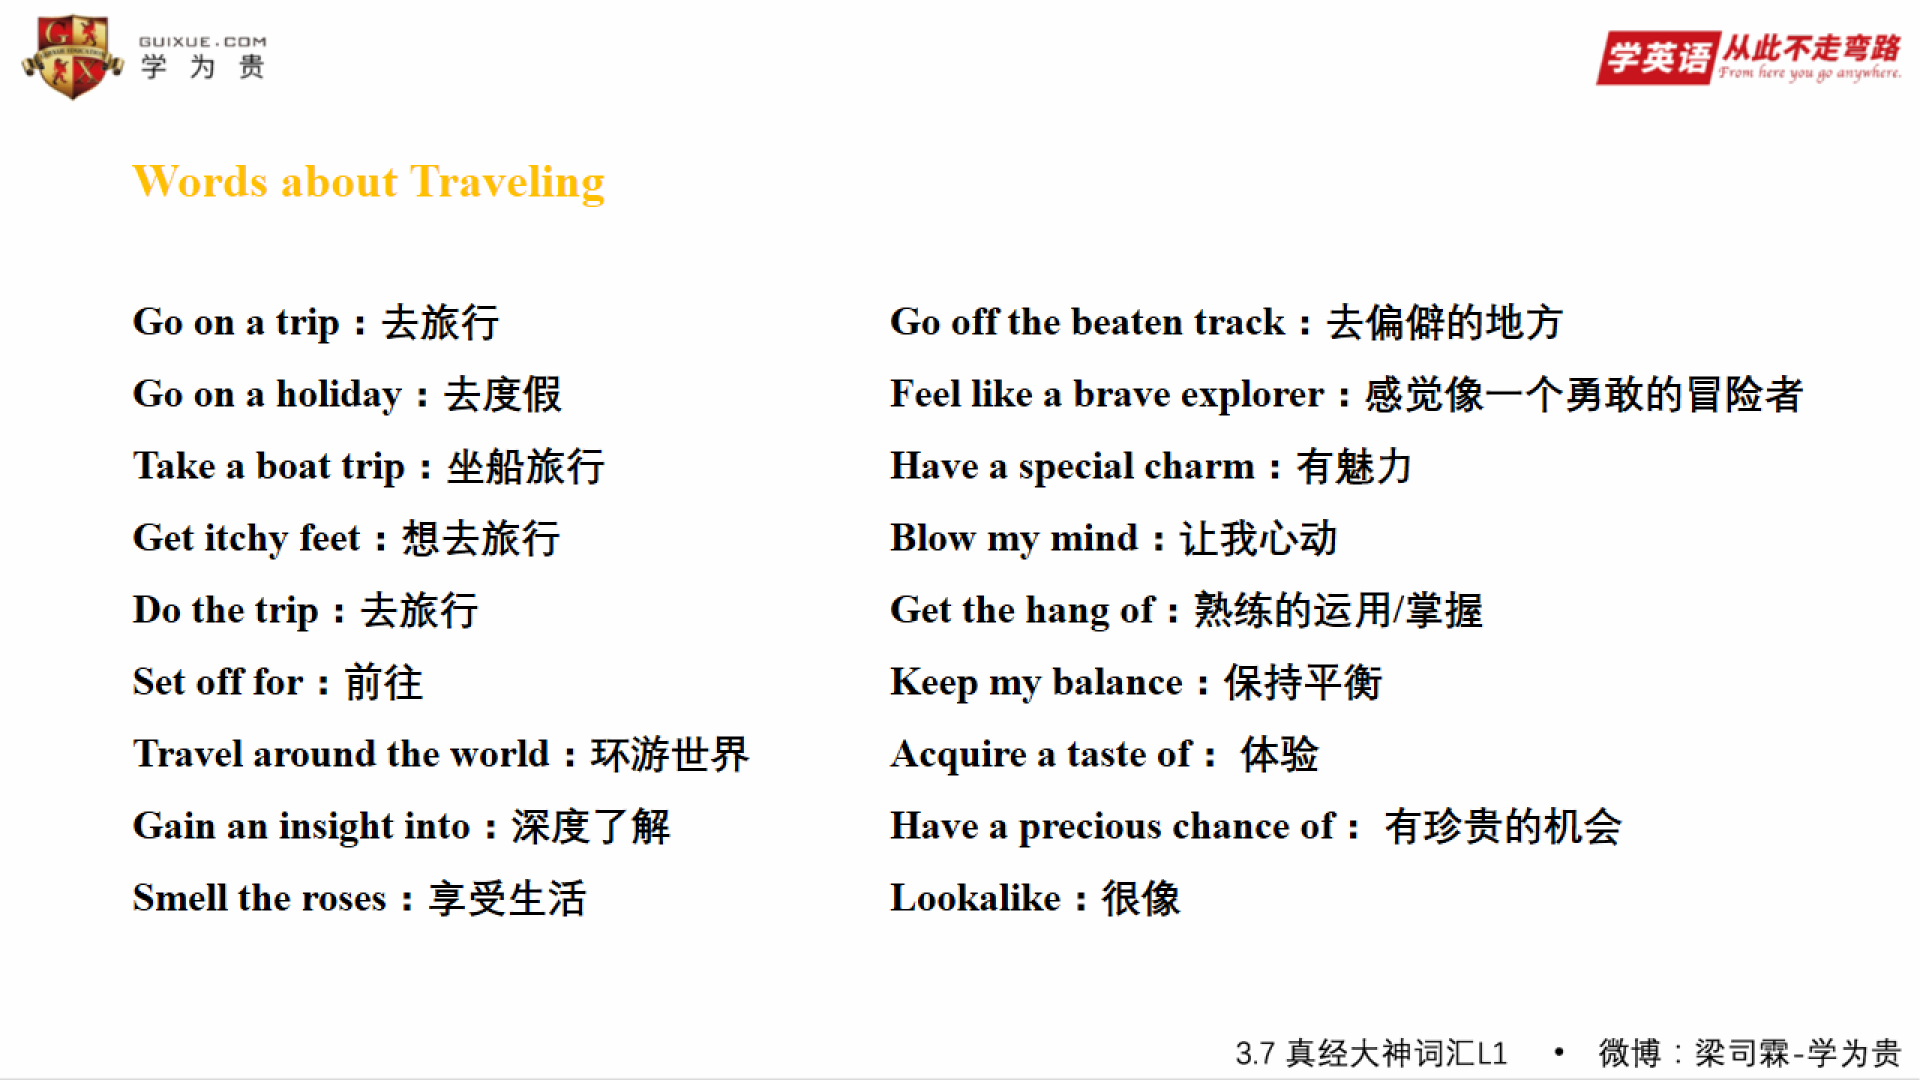 GUIXUE.COM
学为贵
学英语 从此不走弯路
From here you go anywhere.
Words about Traveling
Go on a trip：去旅行
Go on a holiday：去度假
Take a boat trip：坐船旅行
Get itchy feet：想去旅行
Do the trip：去旅行
Set off for：前往
Travel around the world：环游世界
Gain an insight into：深度了解
Smell the roses：享受生活
Go off the beaten track：去偏僻的地方
Feel like a brave explorer：感觉像一个勇敢的冒险者
Have a special charm：有魅力
Blow my mind：让我心动
Get the hang of：熟练的运用/掌握
Keep my balance：保持平衡
Acquire a taste of： 体验
Have a precious chance of： 有珍贵的机会
Lookalike：很像
3.7 真经大神词汇L1 • 微博：梁司霖-学为贵